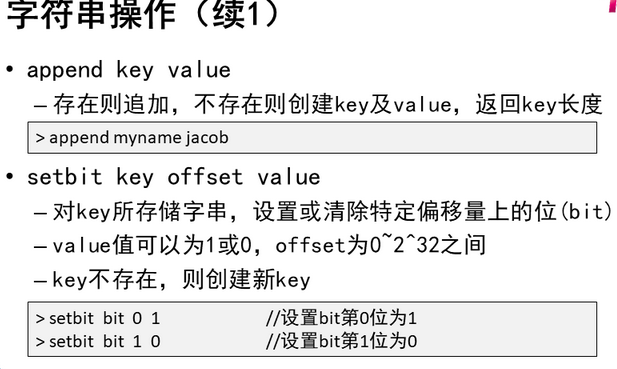 字符串操作（续1）
• append key value
– 存在则追加，不存在则创建key及value，返回key长度
> append myname jacob
• setbit key offset value
– 对key所存储字串，设置或清除特定偏移量上的位(bit)
– value值可以为1或0，offset为0~2^32之间
– key不存在，则创建新key
> setbit bit 0 1 //设置bit第0位为1
> setbit bit 1 0 //设置bit第1位为0